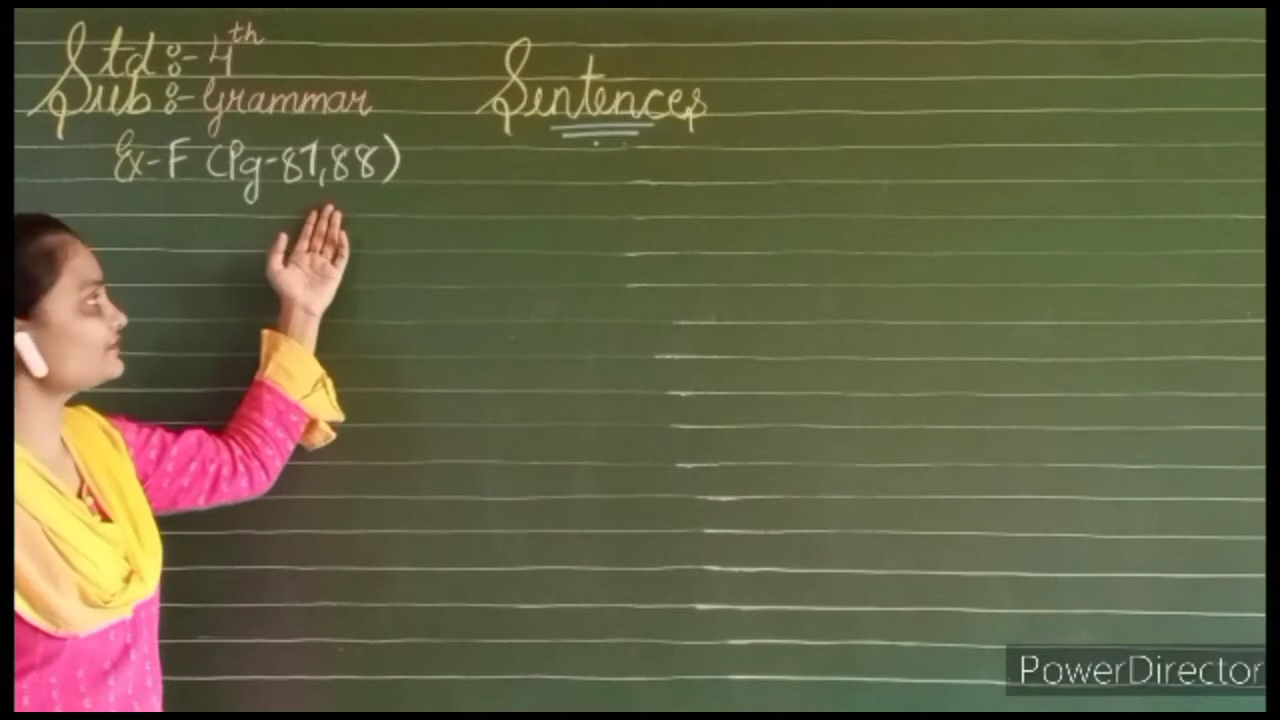 Std :- 4th
Sub :- Grammar
Sentences
Ex-F (Pg-87,88)
PowerDirector